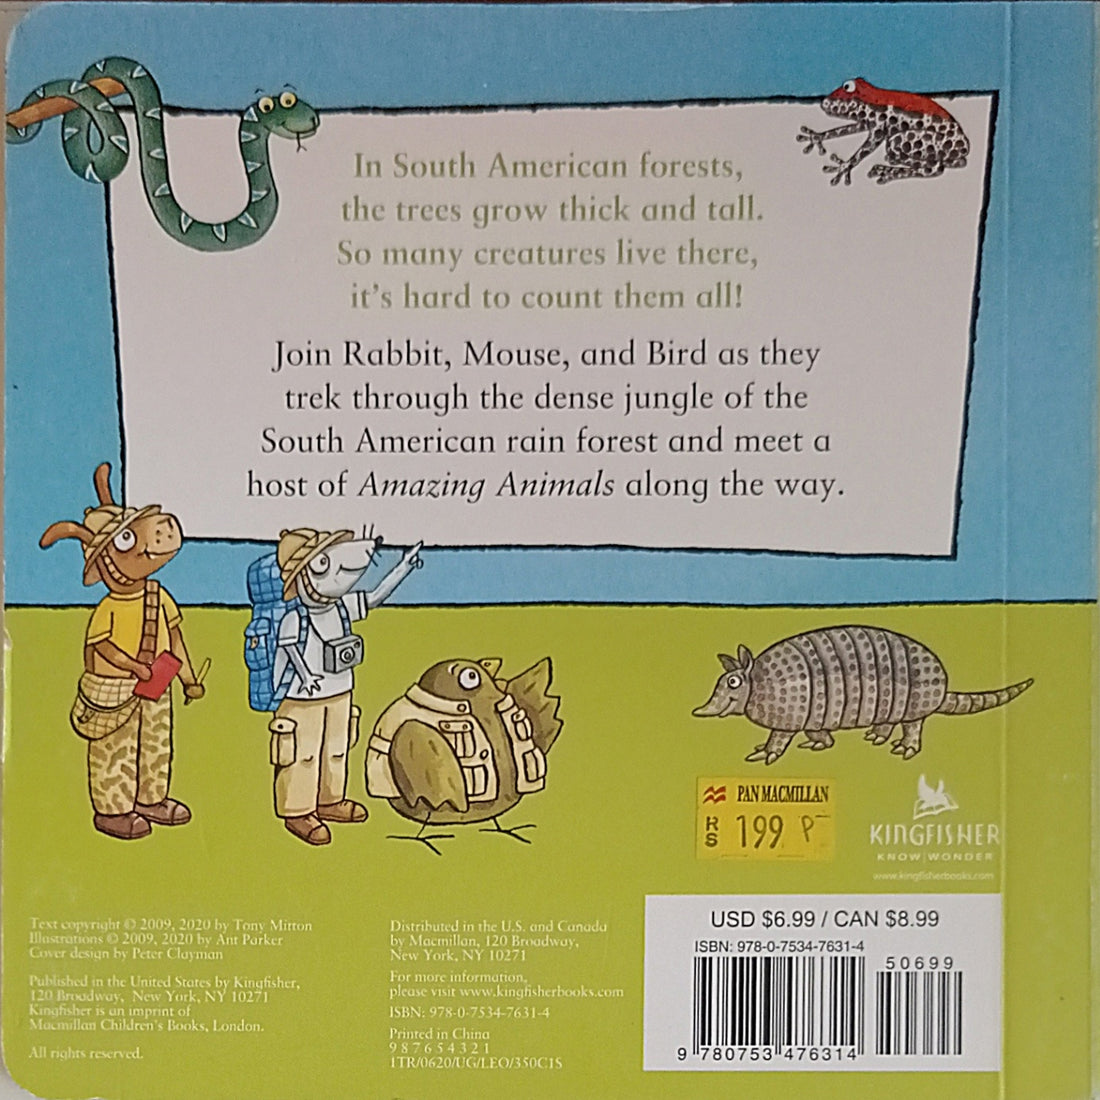 In South American forests,
the trees grow thick and tall.
So many creatures live there,
it's hard to count them all!
Join Rabbit, Mouse, and Bird as they
trek through the dense jungle of the
South American rain forest and meet a
host of Amazing Animals along the way.
PAN MACMILLAN
RS 199 P
KINGFISHER
KNOW | WONDER
www.kingfisherbooks.com
Text copyright © 2009, 2020 by Tony Mitton
Illustrations © 2009, 2020 by Ant Parker
Cover design by Peter Clayman
Published in the United States by Kingfisher,
120 Broadway, New York, NY 10271
Kingfisher is an imprint of
Macmillan Children's Books, London.
All rights reserved.
Distributed in the U.S. and Canada
by Macmillan, 120 Broadway,
New York, NY 10271
For more information,
please visit www.kingfisherbooks.com
ISBN: 978-0-7534-7631-4
Printed in China
9 8 7 6 5 4 3 2 1
1TR/0620/UG/LEO/350C1S
USD $6.99 / CAN $8.99
ISBN: 978-0-7534-7631-4
50699
9 780753 476314